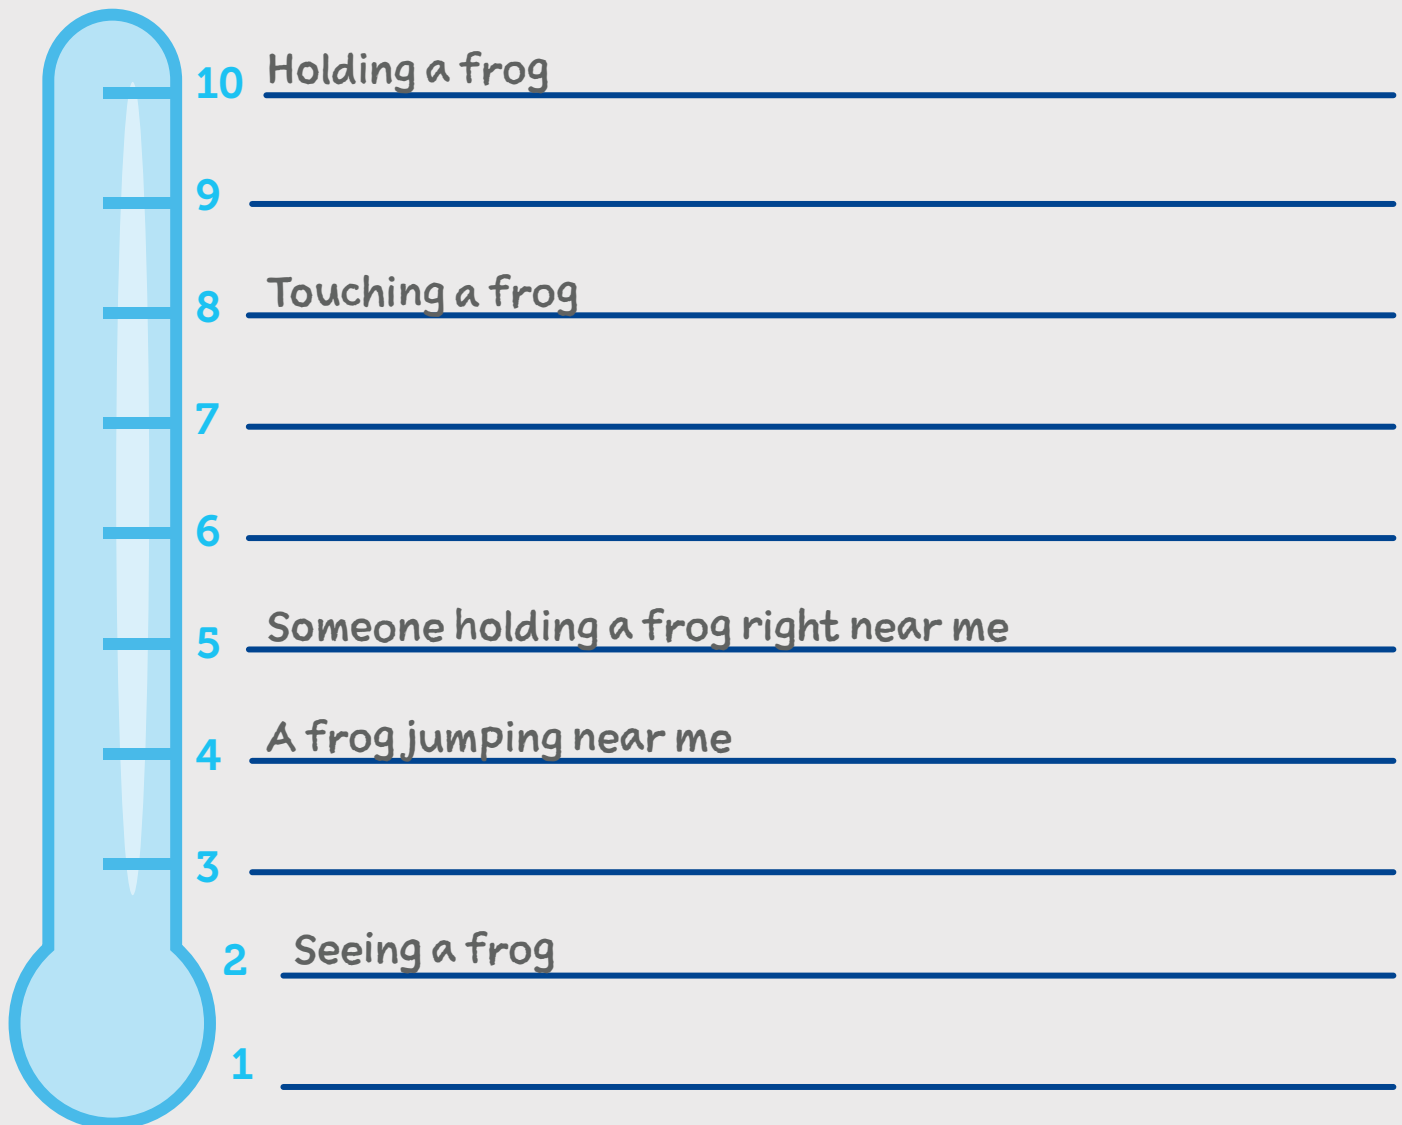 10 Holding a frog
9
8 Touching a frog
7
6
5 Someone holding a frog right near me
4 A frog jumping near me
3
2 Seeing a frog
1